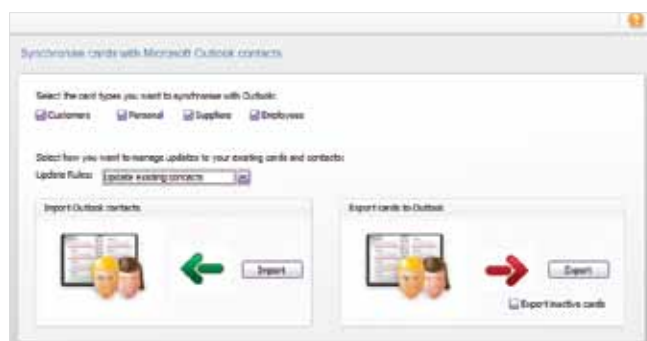 Synchronise cards with Microsoft Outlook contacts
Select the card types you want to synchronise with Outlook:
Customers Personal Suppliers Employees
Select how you want to manage updates to your existing cards and contacts:
Update Rules: Update existing contacts
Import Outlook contacts Export cards to Outlook
Import Export
Export inactive cards